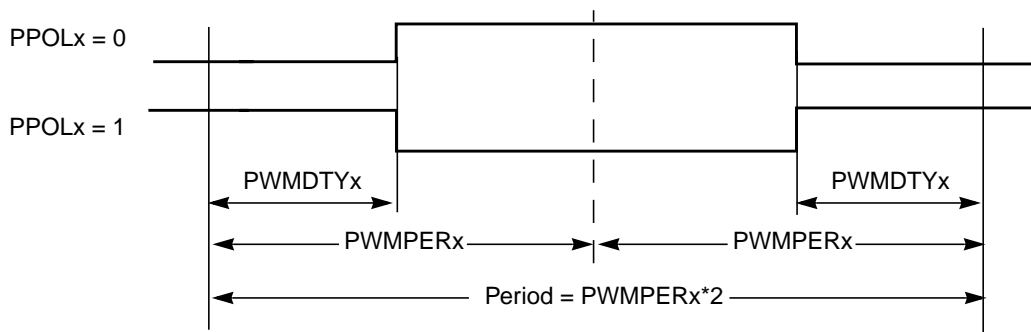 PPOLx = 0
PPOLx = 1
PWMDTYx
PWMDTYx
PWMPERx
PWMPERx
Period = PWMPERx*2